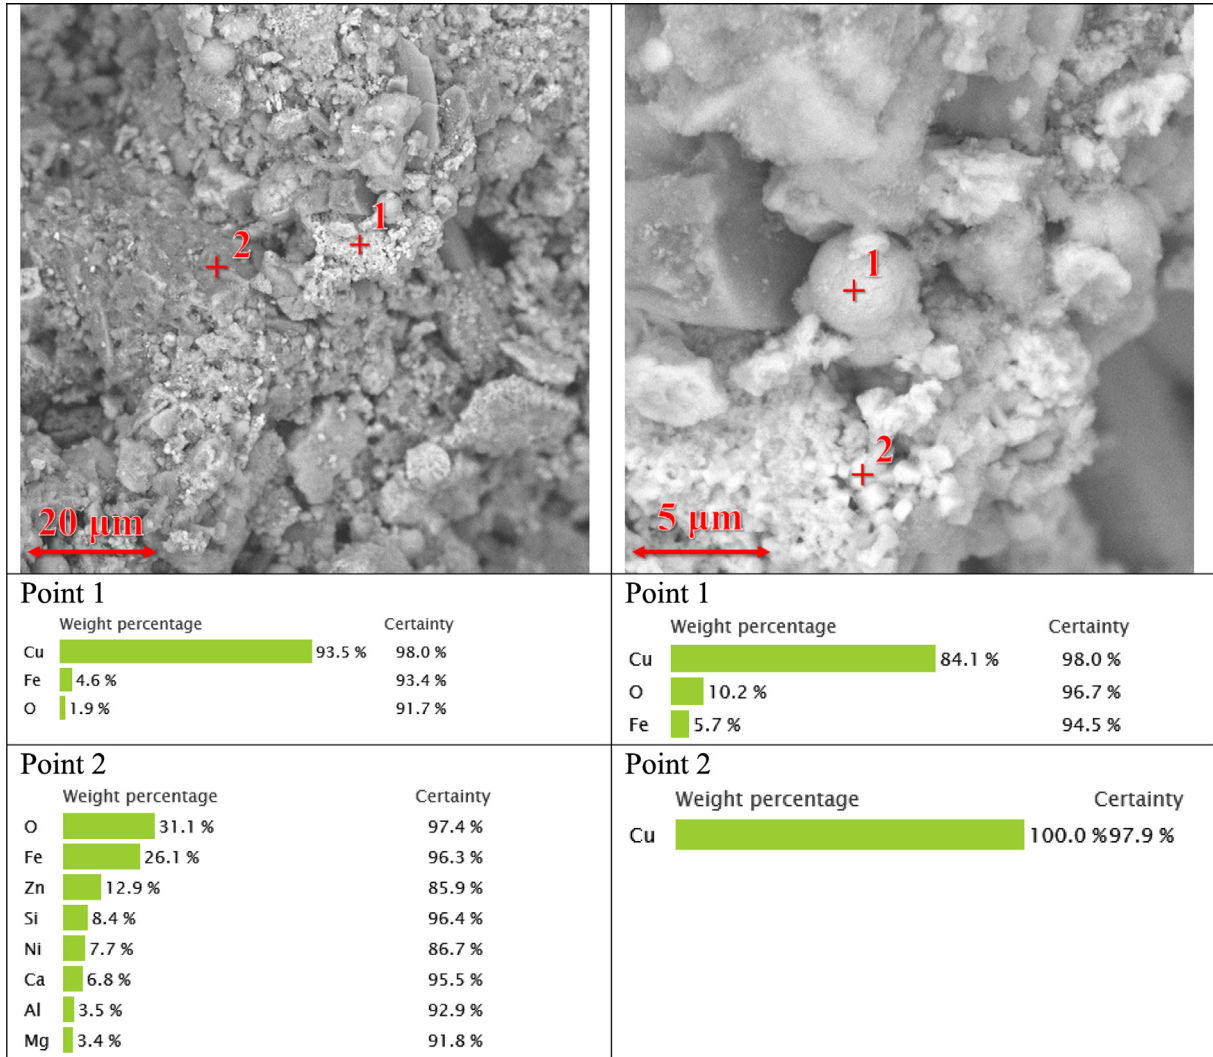 1
2
20 μm
1
2
5 μm
Point 1
Weight percentage Certainty
Cu 93.5 % 98.0 %
Fe 4.6 % 93.4 %
O 1.9 % 91.7 %
Point 1
Weight percentage Certainty
Cu 84.1 % 98.0 %
O 10.2 % 96.7 %
Fe 5.7 % 94.5 %
Point 2
Weight percentage Certainty
O 31.1 % 97.4 %
Fe 26.1 % 96.3 %
Zn 12.9 % 85.9 %
Si 8.4 % 96.4 %
Ni 7.7 % 86.7 %
Ca 6.8 % 95.5 %
Al 3.5 % 92.9 %
Mg 3.4 % 91.8 %
Point 2
Weight percentage Certainty
Cu 100.0 %97.9 %